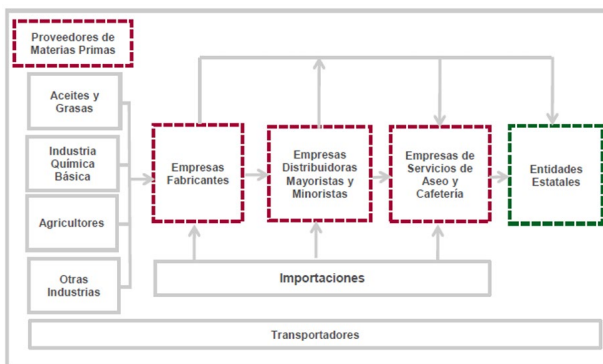 Proveedores de
Materias Primas
Aceites y
Grasas
Industria
Química
Básica
Agricultores
Otras
Industrias
Empresas
Fabricantes
Empresas
Distribuidoras
Mayoristas y
Minoristas
Empresas de
Servicios de
Aseo y
Cafetería
Entidades
Estatales
Importaciones
Transportadores